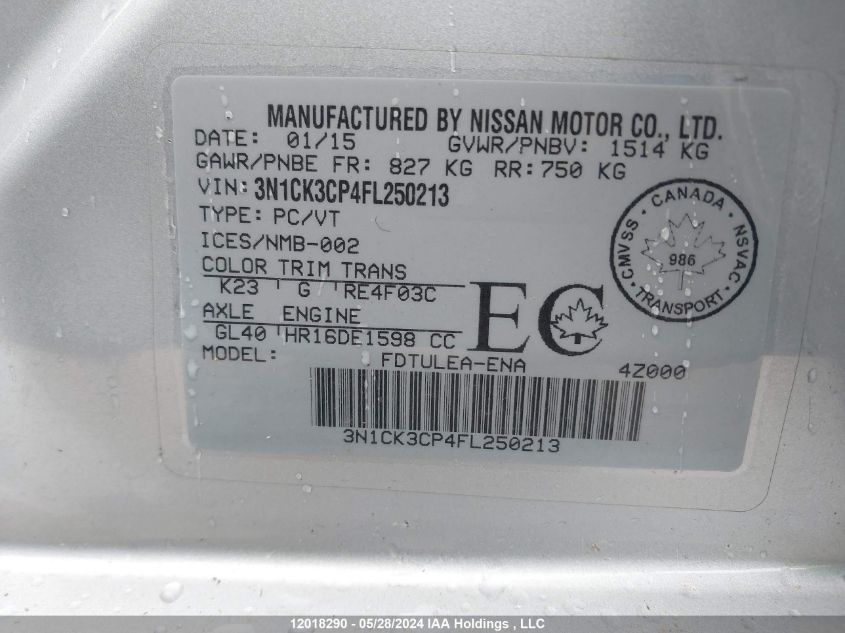 MANUFACTURED BY NISSAN MOTOR CO., LTD.
DATE: 01/15 GVWR/PNBV: 1514 KG
GAWR/PNBE FR: 827 KG RR:750 KG
VIN: 3N1CK3CP4FL250213
TYPE: PC/VT
ICES/NMB-002
COLOR TRIM TRANS
K23 G RE4F03C
AXLE ENGINE
GL40 HR16DE1598 CC
MODEL: FDTULEA-ENA 4Z000
EC
CANADA
CMVSS NSVAC
986
TRANSPORT
3N1CK3CP4FL250213
12018290 - 05/28/2024 IAA Holdings , LLC